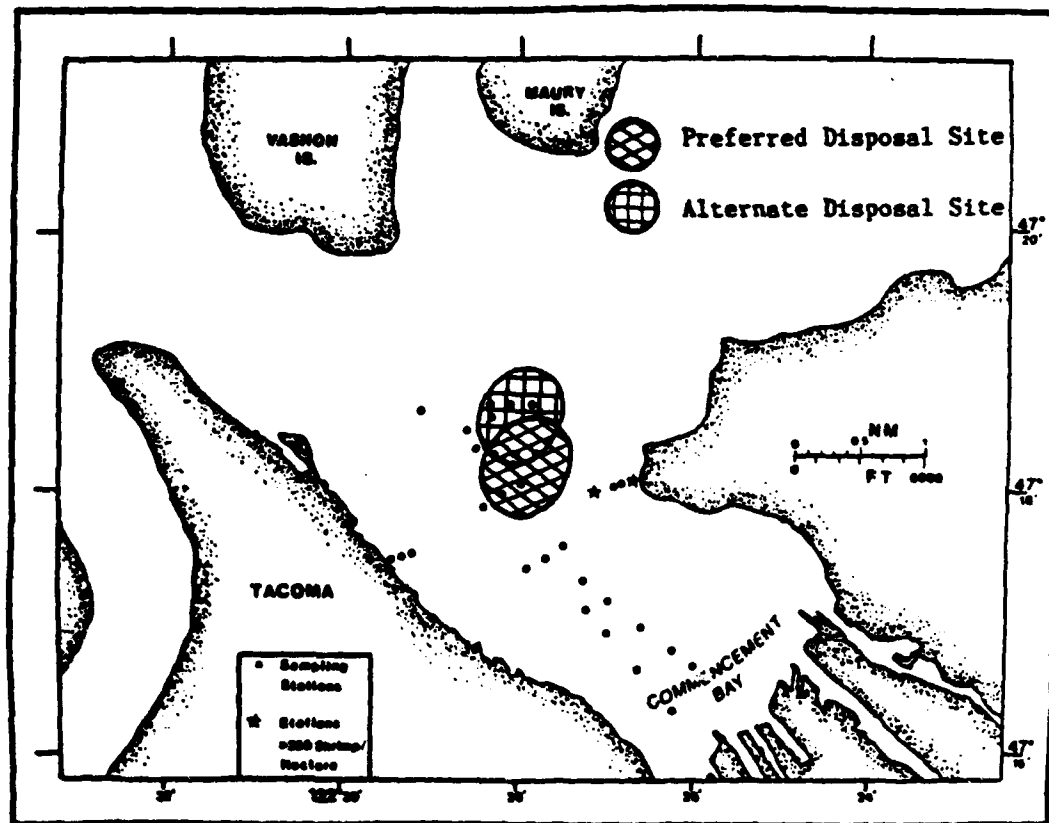 VASHON
IS.
MAURY
IS.
Preferred Disposal Site
Alternate Disposal Site
47°
20'
NM
FT 6000
47°
18'
TACOMA
COMMENCEMENT
BAY
Sampling
Stations
Stations
Shrimp/
Hectare
47°
122°